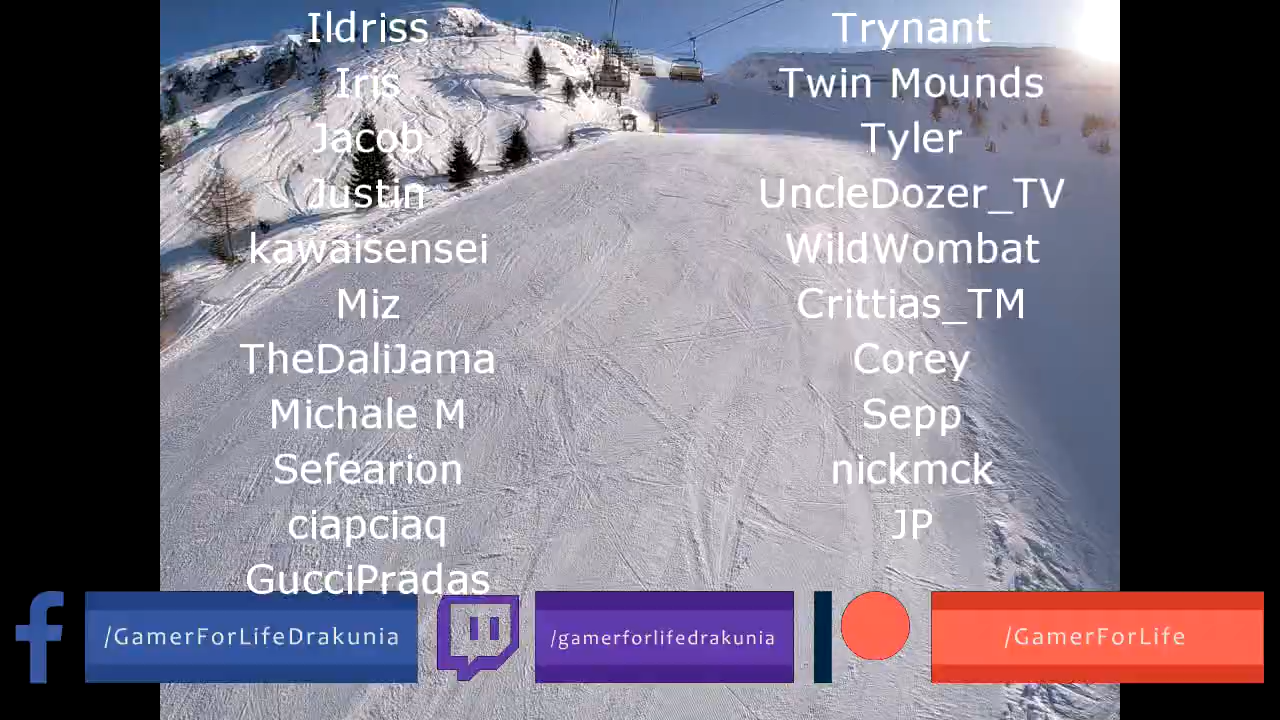 Ildriss
Iris
Jacob
Justin
kawaisensei
Miz
TheDaliJama
Michale M
Sefearion
ciapciaq
GucciPradas
Trynant
Twin Mounds
Tyler
UncleDozer_TV
WildWombat
Crittias_TM
Corey
Sepp
nickmck
JP
/GamerForLifeDrakunia
/gamerforlifedrakunia
/GamerForLife